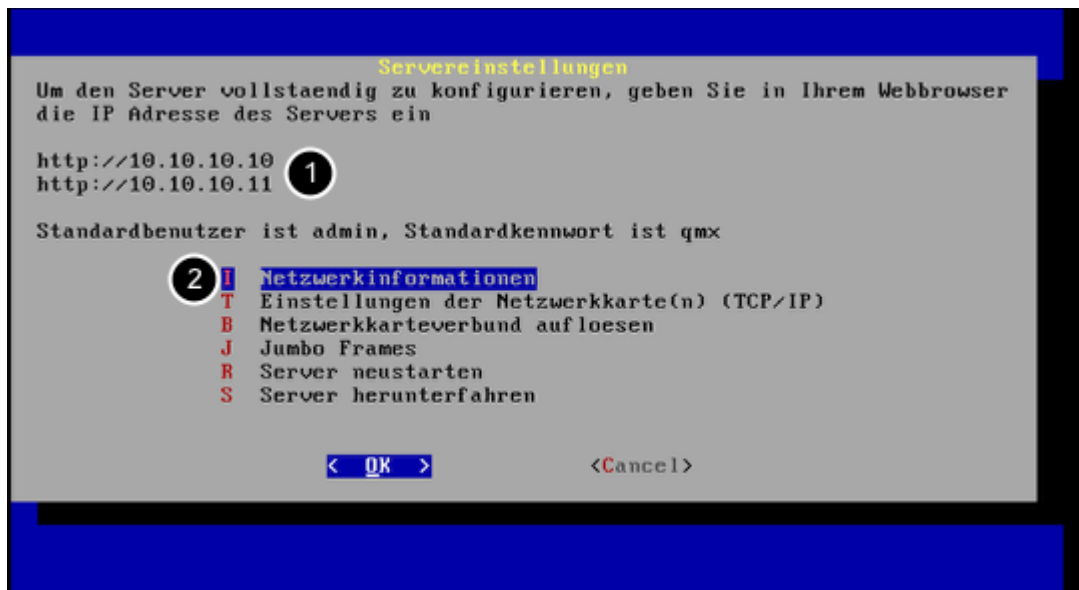 Servereinstellungen
Um den Server vollstaendig zu konfigurieren, geben Sie in Ihrem Webbrowser
die IP Adresse des Servers ein
http://10.10.10.10
http://10.10.10.11
1
Standardbenutzer ist admin, Standardkennwort ist qmx
2 I Netzwerkinformationen
T Einstellungen der Netzwerkkarte(n) (TCP/IP)
B Netzwerkkarteverbund aufloesen
J Jumbo Frames
R Server neustarten
S Server herunterfahren
< OK > <Cancel>